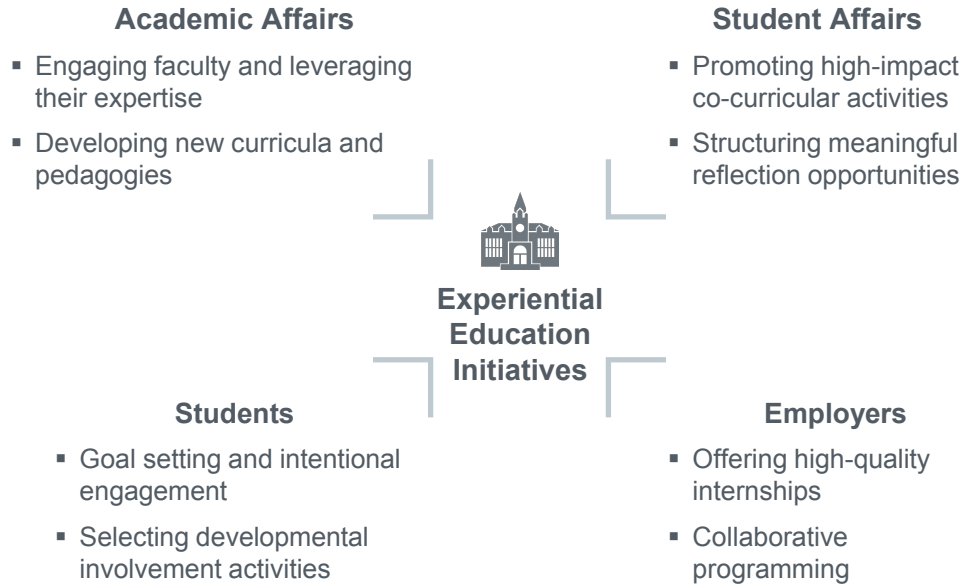 Academic Affairs
▪ Engaging faculty and leveraging
their expertise
▪ Developing new curricula and
pedagogies
Student Affairs
▪ Promoting high-impact
co-curricular activities
▪ Structuring meaningful
reflection opportunities
Experiential
Education
Initiatives
Students
▪ Goal setting and intentional
engagement
▪ Selecting developmental
involvement activities
Employers
▪ Offering high-quality
internships
▪ Collaborative
programming